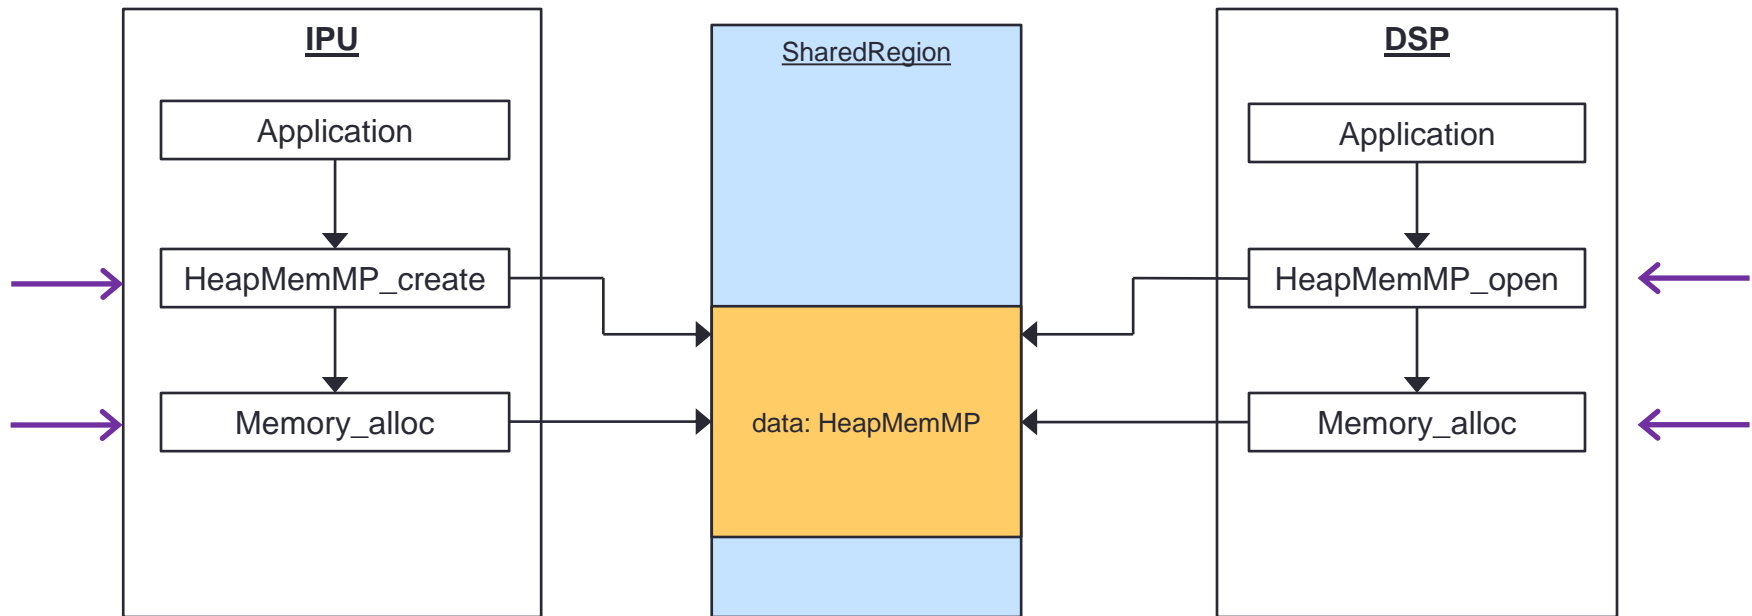 IPU
Application
HeapMemMP_create
Memory_alloc
SharedRegion
data: HeapMemMP
DSP
Application
HeapMemMP_open
Memory_alloc